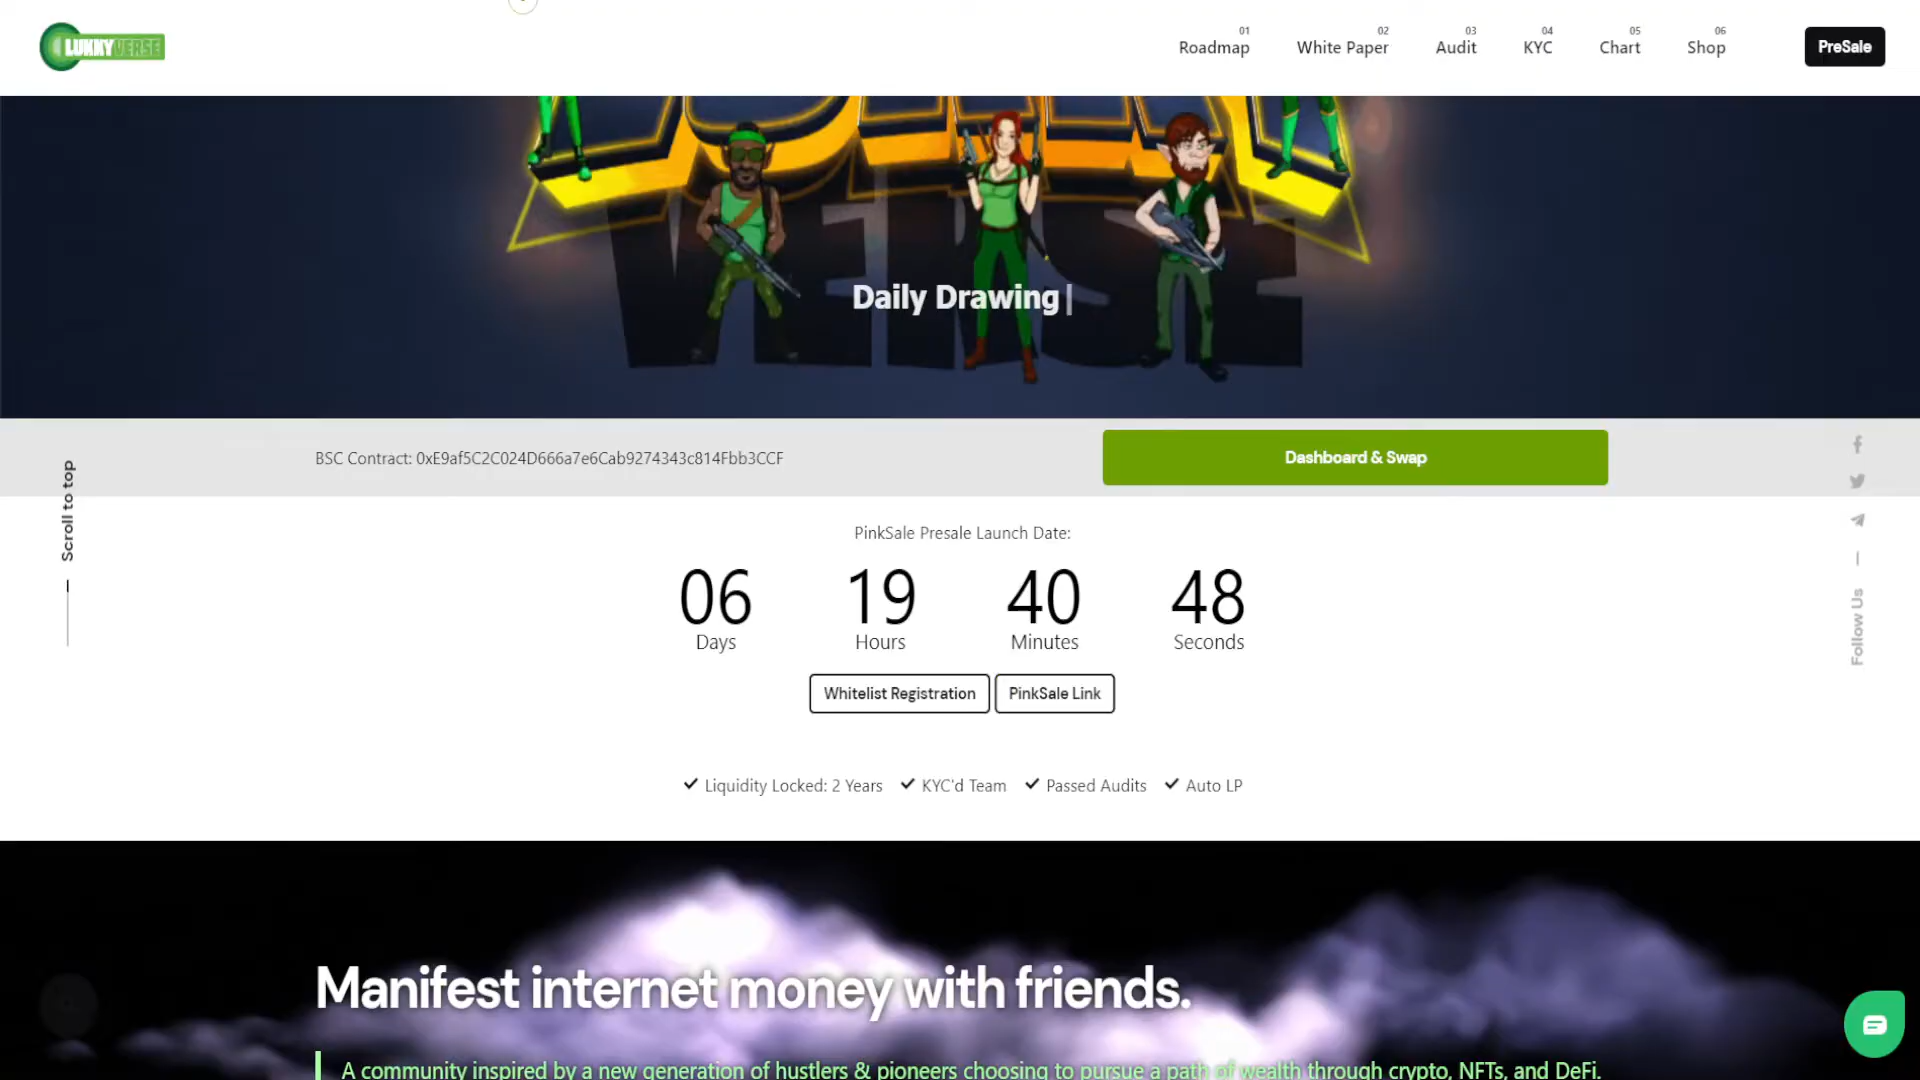 LUKKYVERSE
01
Roadmap
02
White Paper
03
Audit
04
KYC
05
Chart
06
Shop
PreSale
VERSE
Daily Drawing|
BSC Contract: 0xE9af5C2C024D666a7e6Cab9274343c814Fbb3CCF
Dashboard & Swap
Scroll to top
Follow Us
PinkSale Presale Launch Date:
06 19 40 48
Days Hours Minutes Seconds
Whitelist Registration
PinkSale Link
Liquidity Locked: 2 Years
KYC'd Team
Passed Audits
Auto LP
Manifest internet money with friends.
A community inspired by a new generation of hustlers & pioneers choosing to pursue a path of wealth through crypto, NFTs, and DeFi.